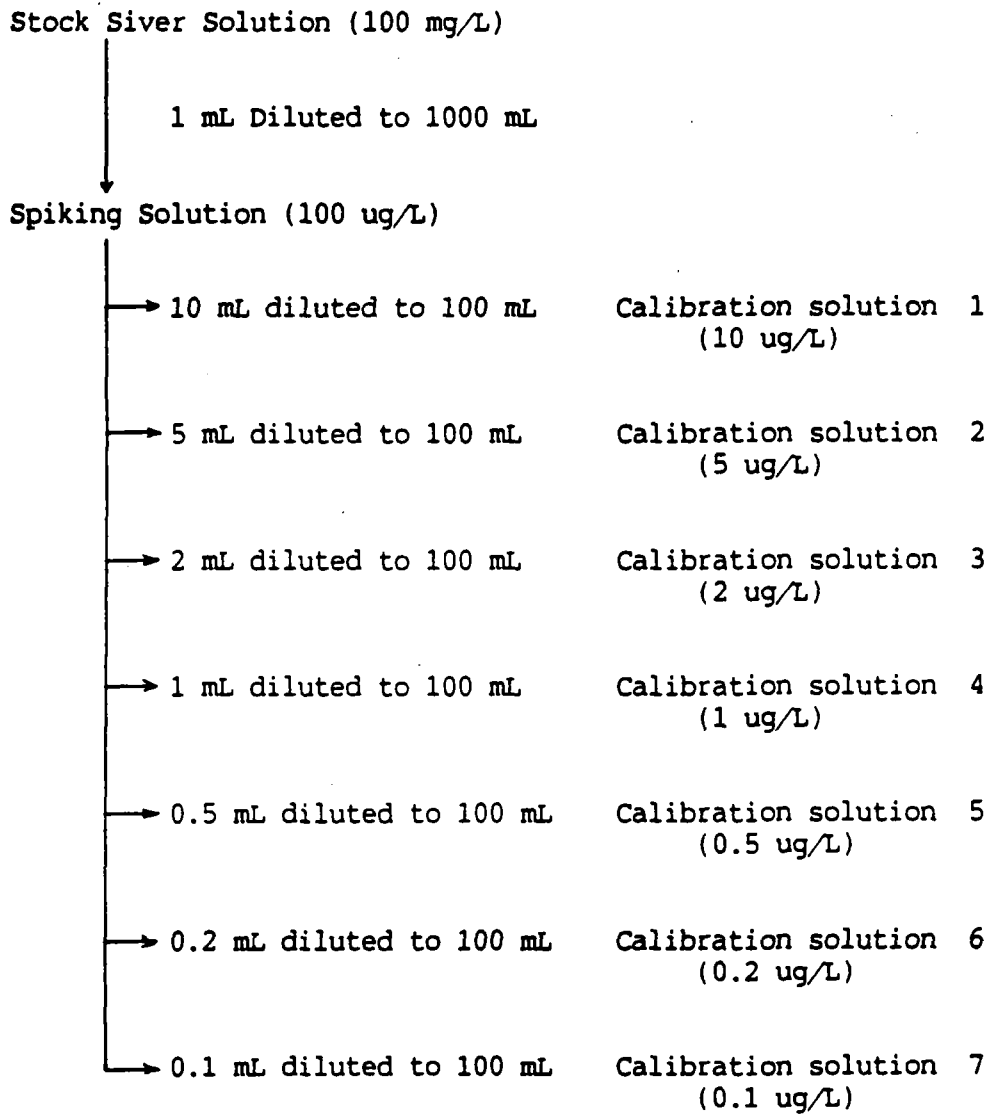 Stock Siver Solution (100 mg/L)
1 mL Diluted to 1000 mL
Spiking Solution (100 ug/L)
10 mL diluted to 100 mL Calibration solution 1
(10 ug/L)
5 mL diluted to 100 mL Calibration solution 2
(5 ug/L)
2 mL diluted to 100 mL Calibration solution 3
(2 ug/L)
1 mL diluted to 100 mL Calibration solution 4
(1 ug/L)
0.5 mL diluted to 100 mL Calibration solution 5
(0.5 ug/L)
0.2 mL diluted to 100 mL Calibration solution 6
(0.2 ug/L)
0.1 mL diluted to 100 mL Calibration solution 7
(0.1 ug/L)